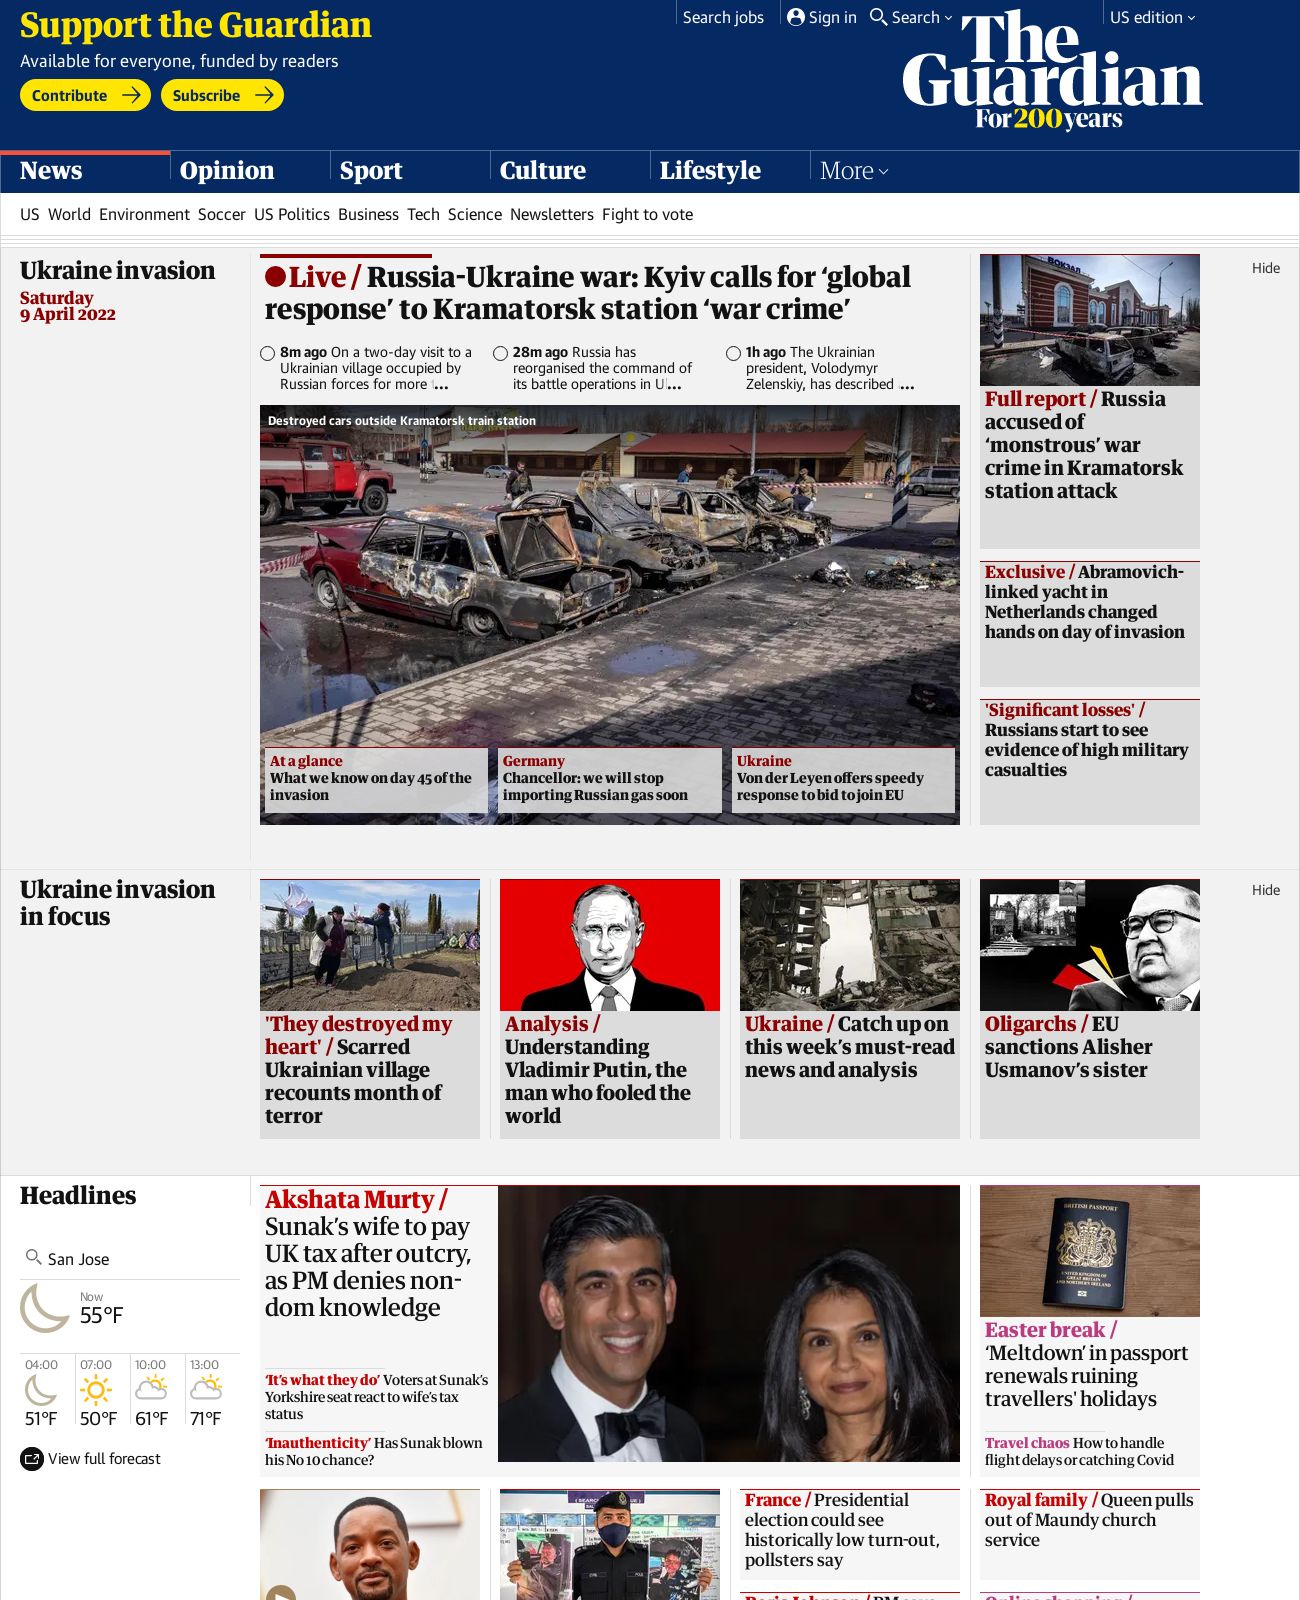 Support the Guardian
Available for everyone, funded by readers
Contribute
Subscribe
Search jobs
Sign in
Search
US edition
The
Guardian
For 200 years
News
Opinion
Sport
Culture
Lifestyle
More
US World Environment Soccer US Politics Business Tech Science Newsletters Fight to vote
Ukraine invasion
Saturday
9 April 2022
Hide
Live / Russia-Ukraine war: Kyiv calls for ‘global
response’ to Kramatorsk station ‘war crime’
8m ago On a two-day visit to a
Ukrainian village occupied by
Russian forces for more ...
28m ago Russia has
reorganised the command of
its battle operations in U...
1h ago The Ukrainian
president, Volodymyr
Zelenskiy, has described ...
Destroyed cars outside Kramatorsk train station
At a glance
What we know on day 45 of the
invasion
Germany
Chancellor: we will stop
importing Russian gas soon
Ukraine
Von der Leyen offers speedy
response to bid to join EU
ВОКЗАЛ
Full report / Russia
accused of
‘monstrous’ war
crime in Kramatorsk
station attack
Exclusive / Abramovich-
linked yacht in
Netherlands changed
hands on day of invasion
'Significant losses' /
Russians start to see
evidence of high military
casualties
Ukraine invasion
in focus
Hide
'They destroyed my
heart' / Scarred
Ukrainian village
recounts month of
terror
Analysis /
Understanding
Vladimir Putin, the
man who fooled the
world
Ukraine / Catch up on
this week’s must-read
news and analysis
Oligarchs / EU
sanctions Alisher
Usmanov’s sister
Headlines
San Jose
Now
55°F
04:00
07:00
10:00
13:00
51°F
50°F
61°F
71°F
View full forecast
Akshata Murty /
Sunak’s wife to pay
UK tax after outcry,
as PM denies non-
dom knowledge
‘It’s what they do’ Voters at Sunak’s
Yorkshire seat react to wife’s tax
status
‘Inauthenticity’ Has Sunak blown
his No 10 chance?
BRITISH PASSPORT
UNITED KINGDOM OF
GREAT BRITAIN
AND NORTHERN IRELAND
Easter break /
‘Meltdown’ in passport
renewals ruining
travellers' holidays
Travel chaos How to handle
flight delays or catching Covid
France / Presidential
election could see
historically low turn-out,
pollsters say
Royal family / Queen pulls
out of Maundy church
service